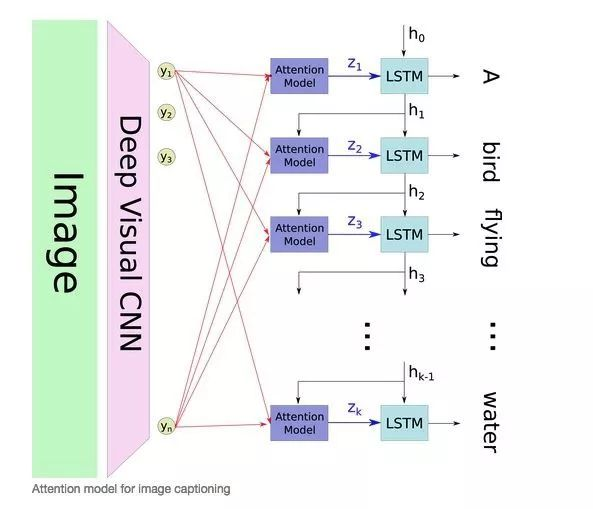 Image
Deep Visual CNN
y1
y2
y3
yn
h0
Attention
Model
z1
LSTM
A
h1
Attention
Model
z2
LSTM
bird
h2
Attention
Model
z3
LSTM
flying
h3
...
...
hk-1
Attention
Model
zk
LSTM
water
Attention model for image captioning